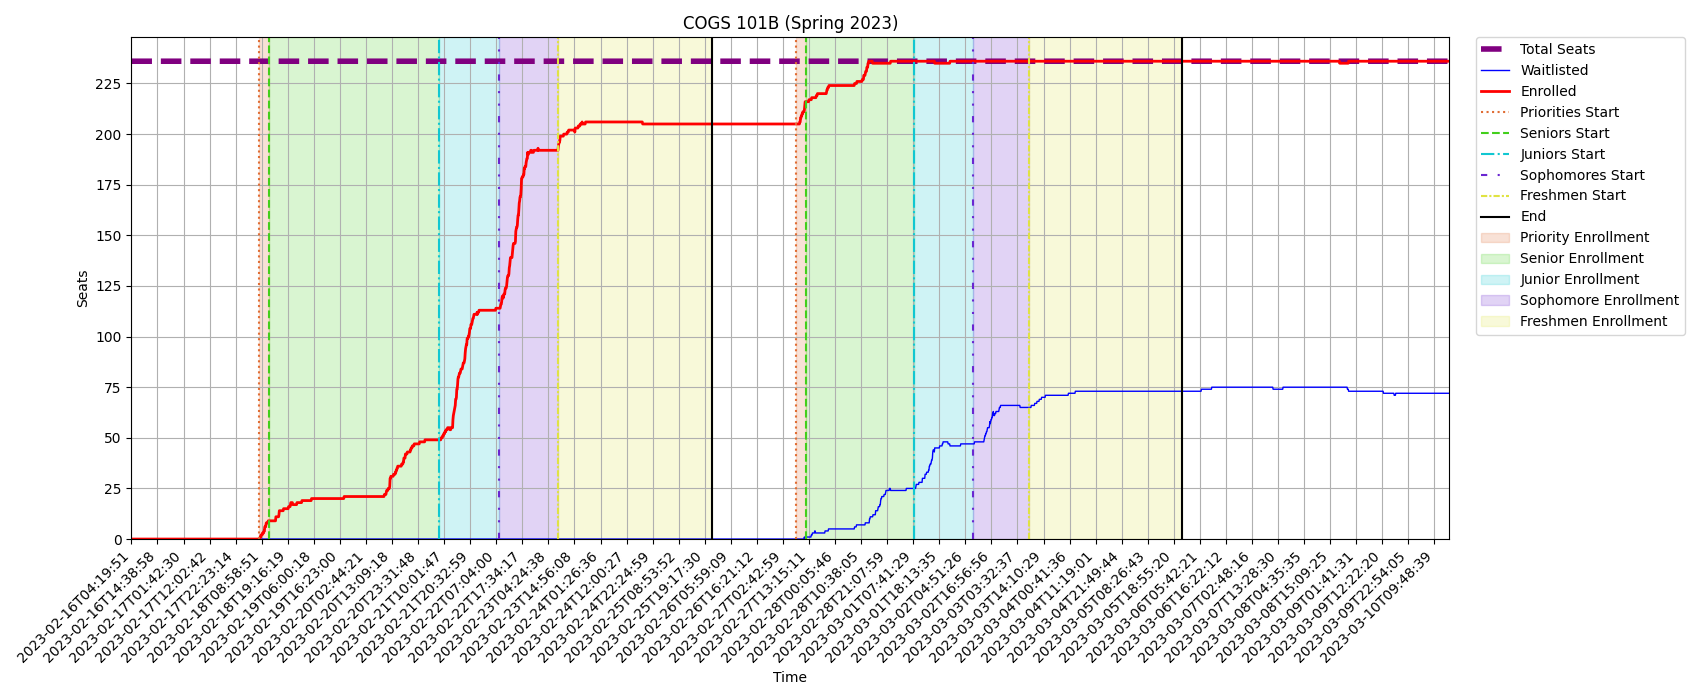 COGS 101B (Spring 2023)
Seats
225
200
175
150
125
100
75
50
25
0
2023-02-16T04:19:51
2023-02-16T14:38:58
2023-02-17T01:42:30
2023-02-17T12:02:42
2023-02-17T22:23:14
2023-02-18T08:58:51
2023-02-18T19:16:19
2023-02-19T06:00:18
2023-02-19T16:23:00
2023-02-20T02:44:21
2023-02-20T13:09:18
2023-02-20T23:31:48
2023-02-21T10:01:47
2023-02-21T20:32:59
2023-02-22T07:04:00
2023-02-22T17:34:17
2023-02-23T04:24:38
2023-02-23T14:56:08
2023-02-24T01:26:36
2023-02-24T12:00:27
2023-02-24T22:24:59
2023-02-25T08:53:52
2023-02-25T19:17:30
2023-02-26T05:59:09
2023-02-26T16:21:12
2023-02-27T02:42:59
2023-02-27T13:15:11
2023-02-28T00:05:46
2023-02-28T10:38:05
2023-02-28T21:07:59
2023-03-01T07:41:29
2023-03-01T18:13:35
2023-03-02T04:51:26
2023-03-02T16:56:56
2023-03-03T03:32:37
2023-03-03T14:10:29
2023-03-04T00:41:36
2023-03-04T11:19:01
2023-03-04T21:49:44
2023-03-05T08:26:43
2023-03-05T18:55:20
2023-03-06T05:42:21
2023-03-06T16:22:12
2023-03-07T02:48:16
2023-03-07T13:28:30
2023-03-08T04:35:35
2023-03-08T15:09:25
2023-03-09T01:41:31
2023-03-09T12:22:20
2023-03-09T22:54:05
2023-03-10T09:48:39
Time
Total Seats
Waitlisted
Enrolled
Priorities Start
Seniors Start
Juniors Start
Sophomores Start
Freshmen Start
End
Priority Enrollment
Senior Enrollment
Junior Enrollment
Sophomore Enrollment
Freshmen Enrollment